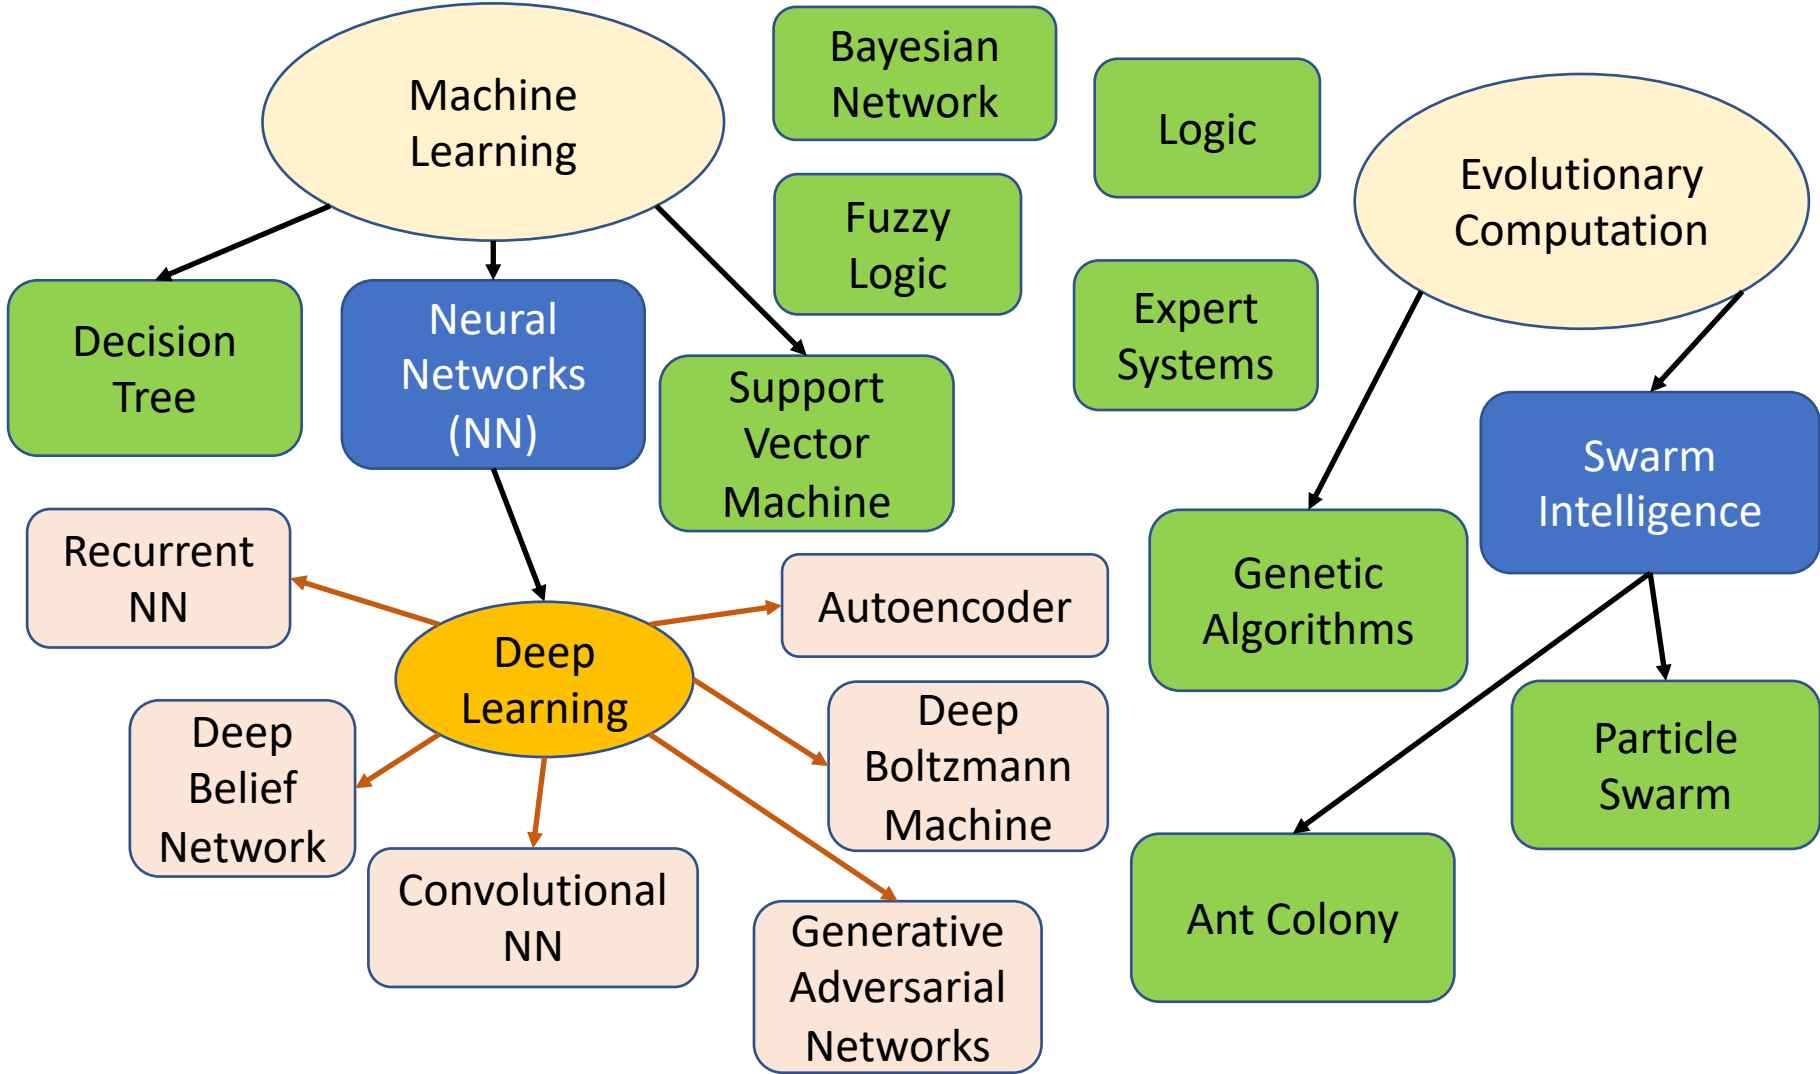 Machine
Learning
Bayesian
Network
Logic
Evolutionary
Computation
Fuzzy
Logic
Expert
Systems
Decision
Tree
Neural
Networks
(NN)
Support
Vector
Machine
Swarm
Intelligence
Recurrent
NN
Autoencoder
Genetic
Algorithms
Deep
Learning
Deep
Belief
Network
Deep
Boltzmann
Machine
Particle
Swarm
Convolutional
NN
Generative
Adversarial
Networks
Ant Colony